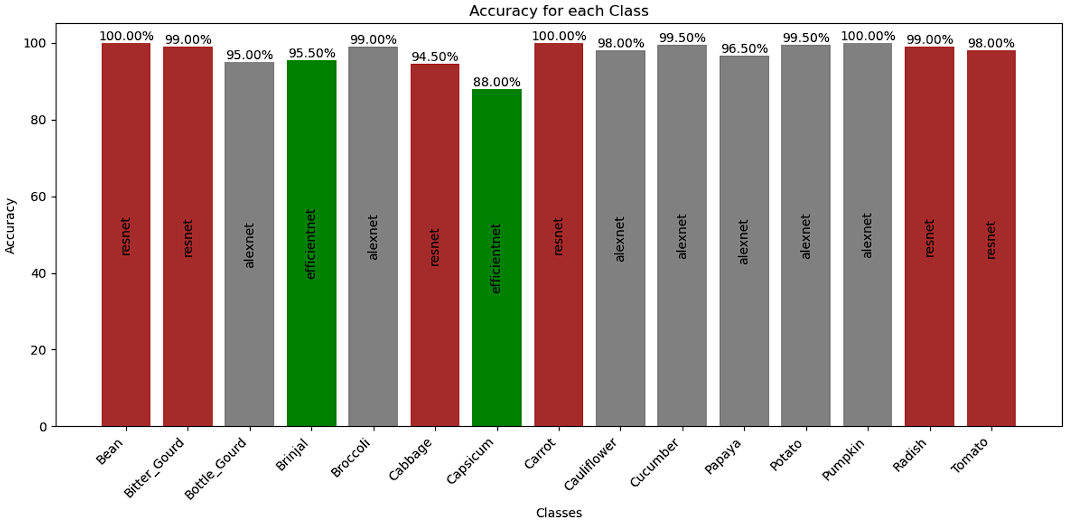 Accuracy for each Class
100.00%
99.00%
95.00%
95.50%
99.00%
94.50%
88.00%
100.00%
98.00%
99.50%
96.50%
99.50%
100.00%
99.00%
98.00%
Accuracy
100
80
60
40
20
0
resnet
resnet
alexnet
efficientnet
alexnet
resnet
efficientnet
resnet
alexnet
alexnet
alexnet
alexnet
alexnet
resnet
resnet
Bean
Bitter_Gourd
Bottle_Gourd
Brinjal
Broccoli
Cabbage
Capsicum
Carrot
Cauliflower
Cucumber
Papaya
Potato
Pumpkin
Radish
Tomato
Classes